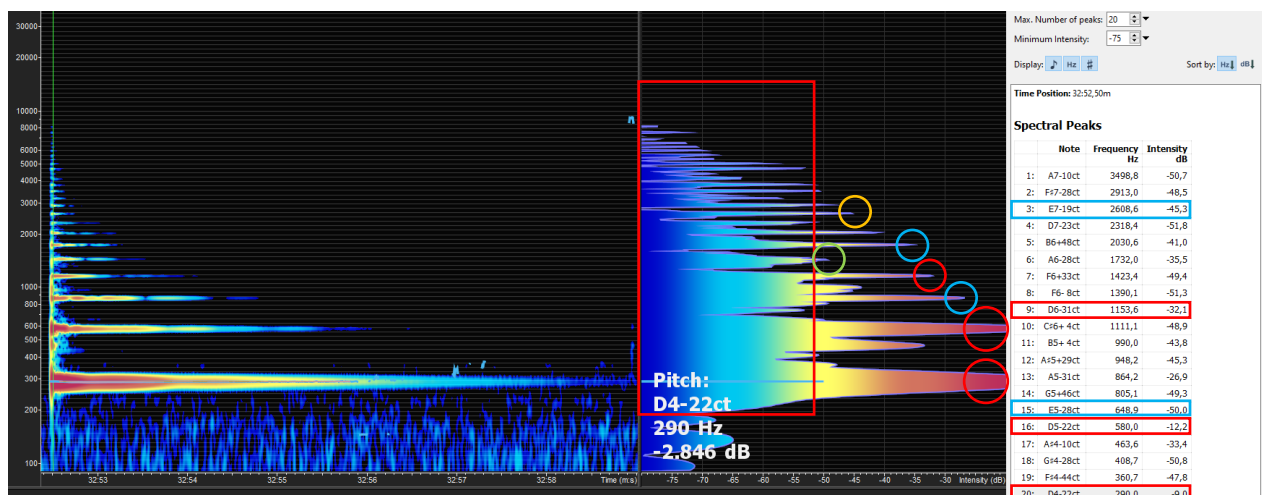 30000
20000
10000
8000
6000
5000
4000
3000
2000
1000
800
600
500
400
300
200
100
32:53 32:54 32:55 32:56 32:57 32:58 Time (m:s)
Pitch:
D4-22ct
290 Hz
-2.846 dB
-75 -70 -65 -60 -55 -50 -45 -40 -35 -30 Intensity (dB)
Max. Number of peaks: 20
Minimum Intensity: -75
Display: ♪ Hz # Sort by: Hz dB
Time Position: 32:52,50m
Spectral Peaks
Note Frequency Intensity
Hz dB
1: A7-10ct 3498,8 -50,7
2: F♯7-28ct 2913,0 -48,5
3: E7-19ct 2608,6 -45,3
4: D7-23ct 2318,4 -51,8
5: B6+48ct 2030,6 -41,0
6: A6-28ct 1732,0 -35,5
7: F6+33ct 1423,4 -49,4
8: F6- 8ct 1390,1 -51,3
9: D6-31ct 1153,6 -32,1
10: C♯6+ 4ct 1111,1 -48,9
11: B5+ 4ct 990,0 -43,8
12: A♯5+29ct 948,2 -45,3
13: A5-31ct 864,2 -26,9
14: G5+46ct 805,1 -49,3
15: E5-28ct 648,9 -50,0
16: D5-22ct 580,0 -12,2
17: A♯4-10ct 463,6 -33,4
18: G♯4-28ct 408,7 -50,8
19: F♯4-44ct 360,7 -47,8
20: D4-22ct 290,0 -9,0